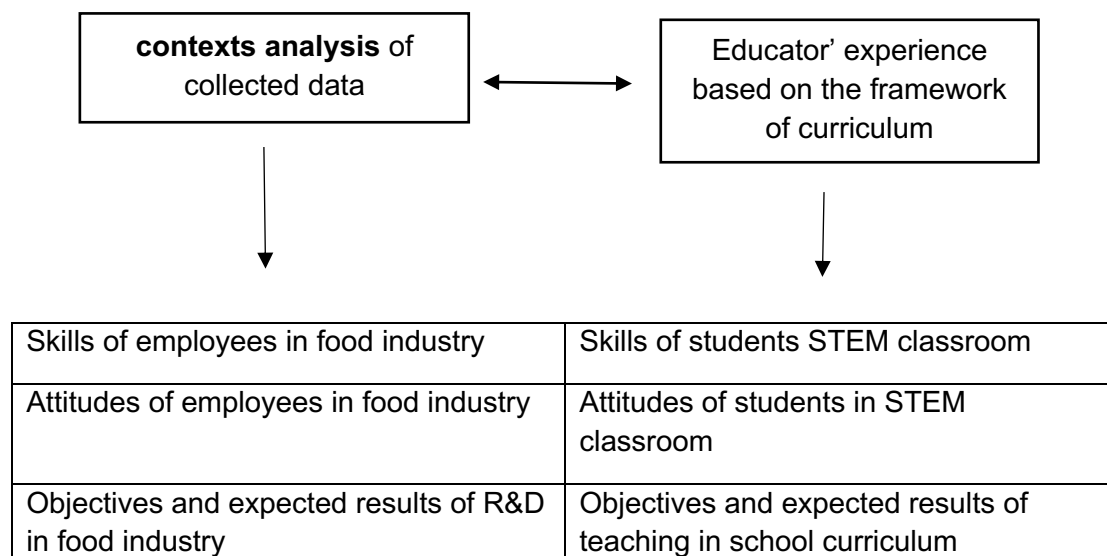 contexts analysis of
collected data
Educator' experience
based on the framework
of curriculum
Skills of employees in food industry
Skills of students STEM classroom
Attitudes of employees in food industry
Attitudes of students in STEM
classroom
Objectives and expected results of R&D
in food industry
Objectives and expected results of
teaching in school curriculum